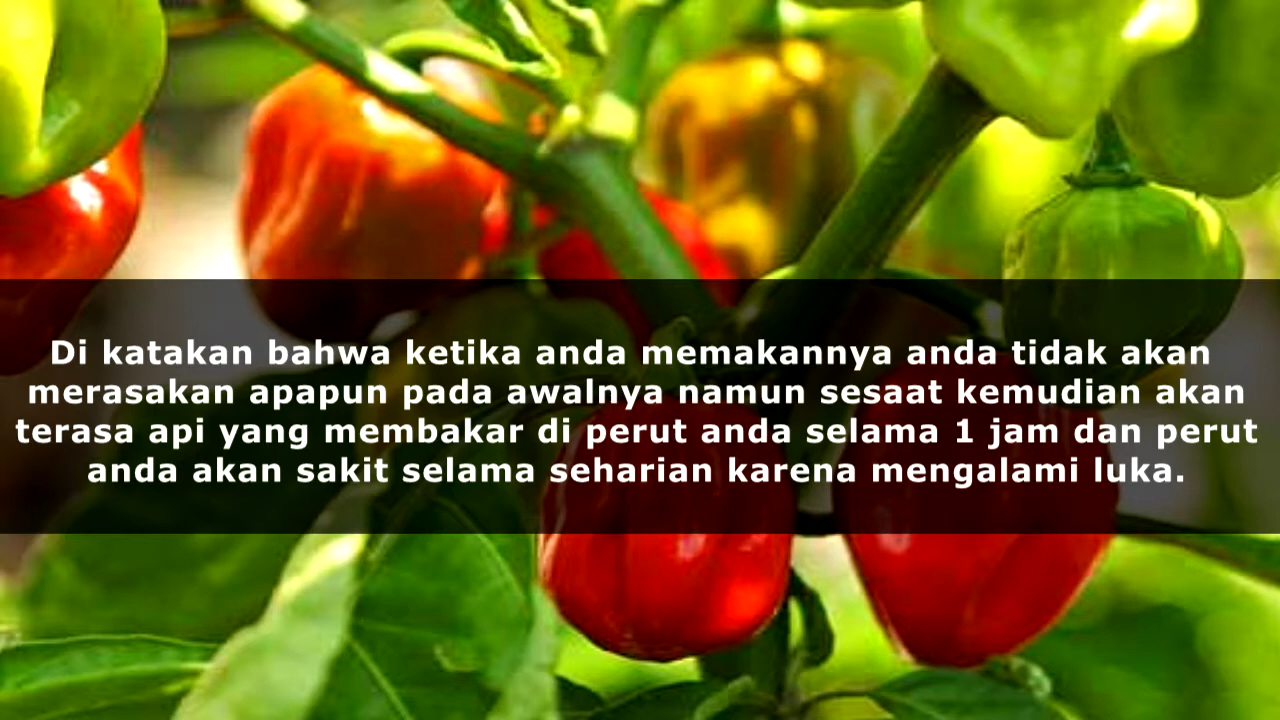 Di katakan bahwa ketika anda memakannya anda tidak akan
merasakan apapun pada awalnya namun sesaat kemudian akan
terasa api yang membakar di perut anda selama 1 jam dan perut
anda akan sakit selama seharian karena mengalami luka.